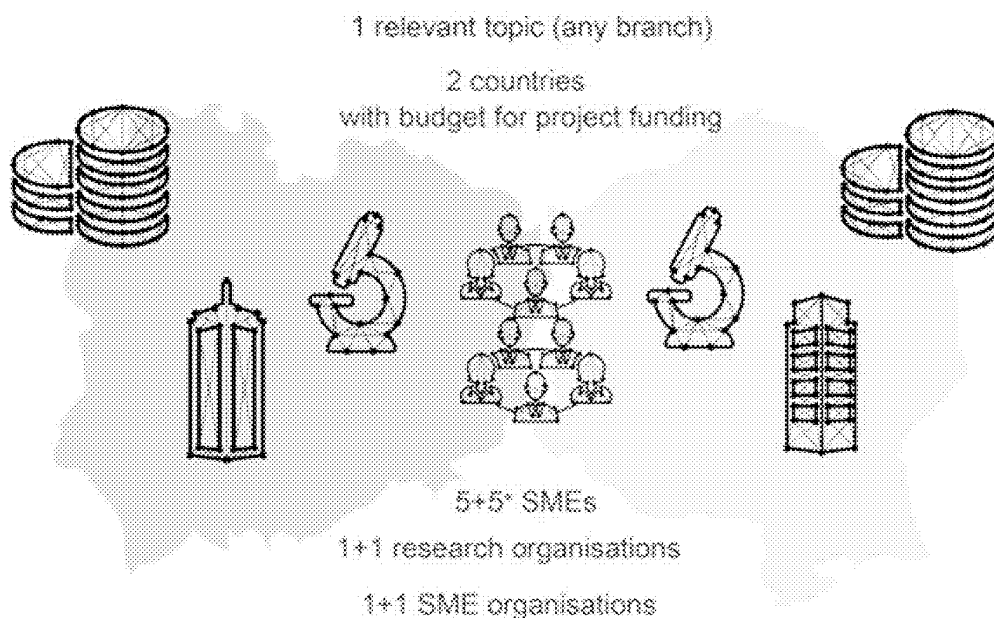 1 relevant topic (any branch)
2 countries
with budget for project funding
5+5* SMEs
1+1 research organisations
1+1 SME organisations